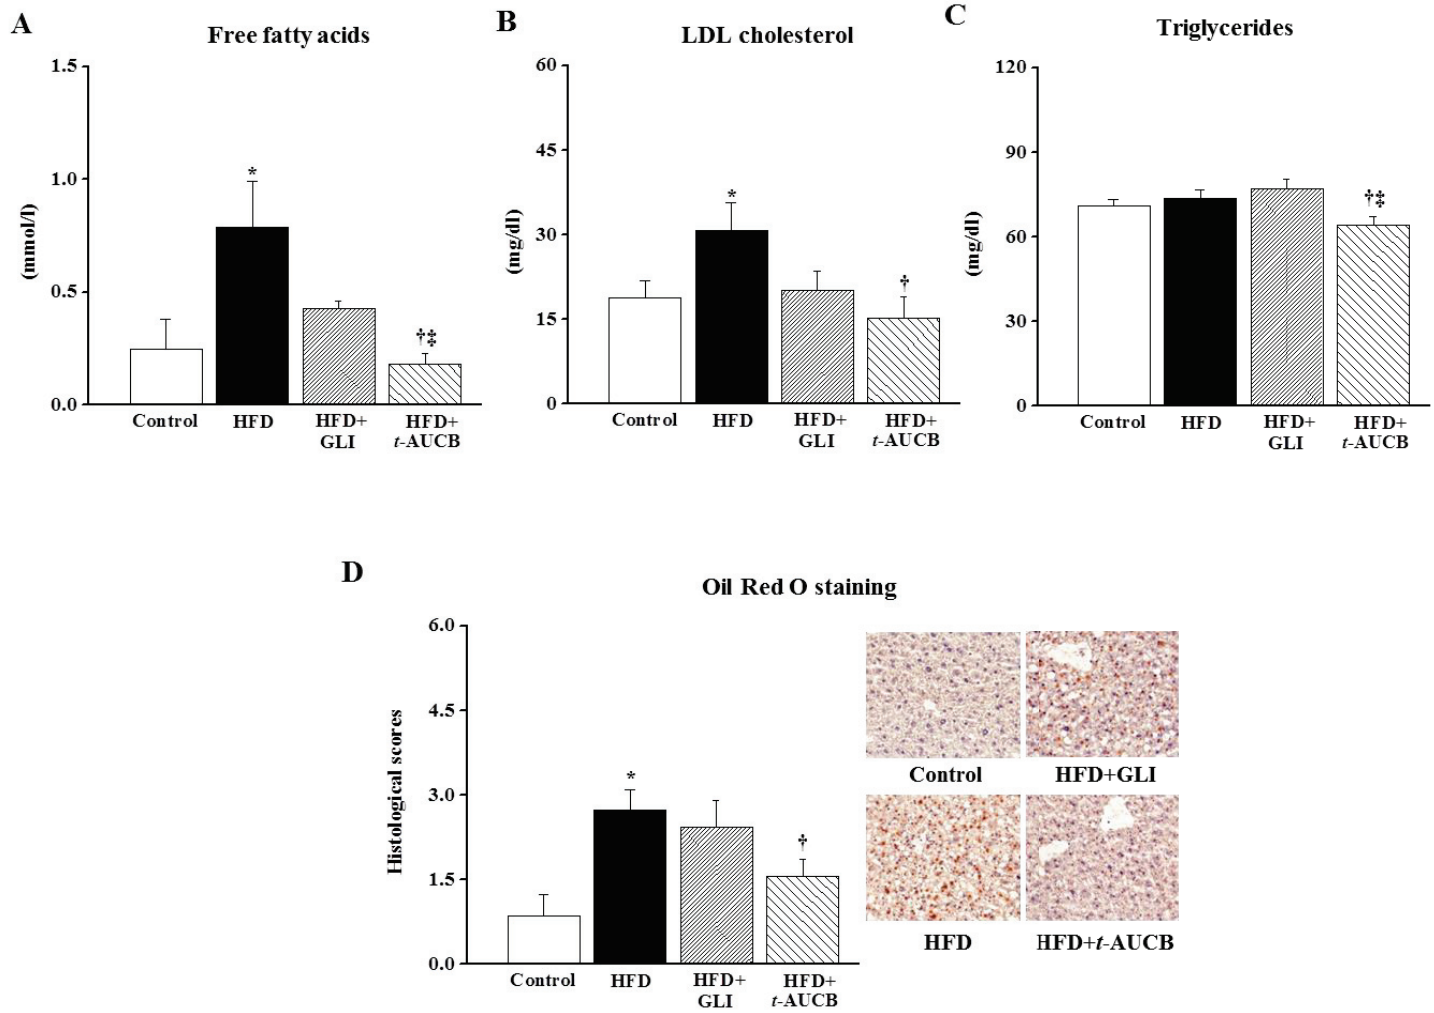 A
Free fatty acids
1.5
1.0
0.5
0.0
(mmol/l)
*
†‡
Control
HFD
HFD+
GLI
HFD+
t-AUCB
B
LDL cholesterol
60
45
30
15
0
(mg/dl)
*
†
Control
HFD
HFD+
GLI
HFD+
t-AUCB
C
Triglycerides
120
90
60
30
0
(mg/dl)
†‡
Control
HFD
HFD+
GLI
HFD+
t-AUCB
D
Oil Red O staining
6.0
4.5
3.0
1.5
0.0
Histological scores
*
†
Control
HFD
HFD+
GLI
HFD+
t-AUCB
Control
HFD+GLI
HFD
HFD+t-AUCB